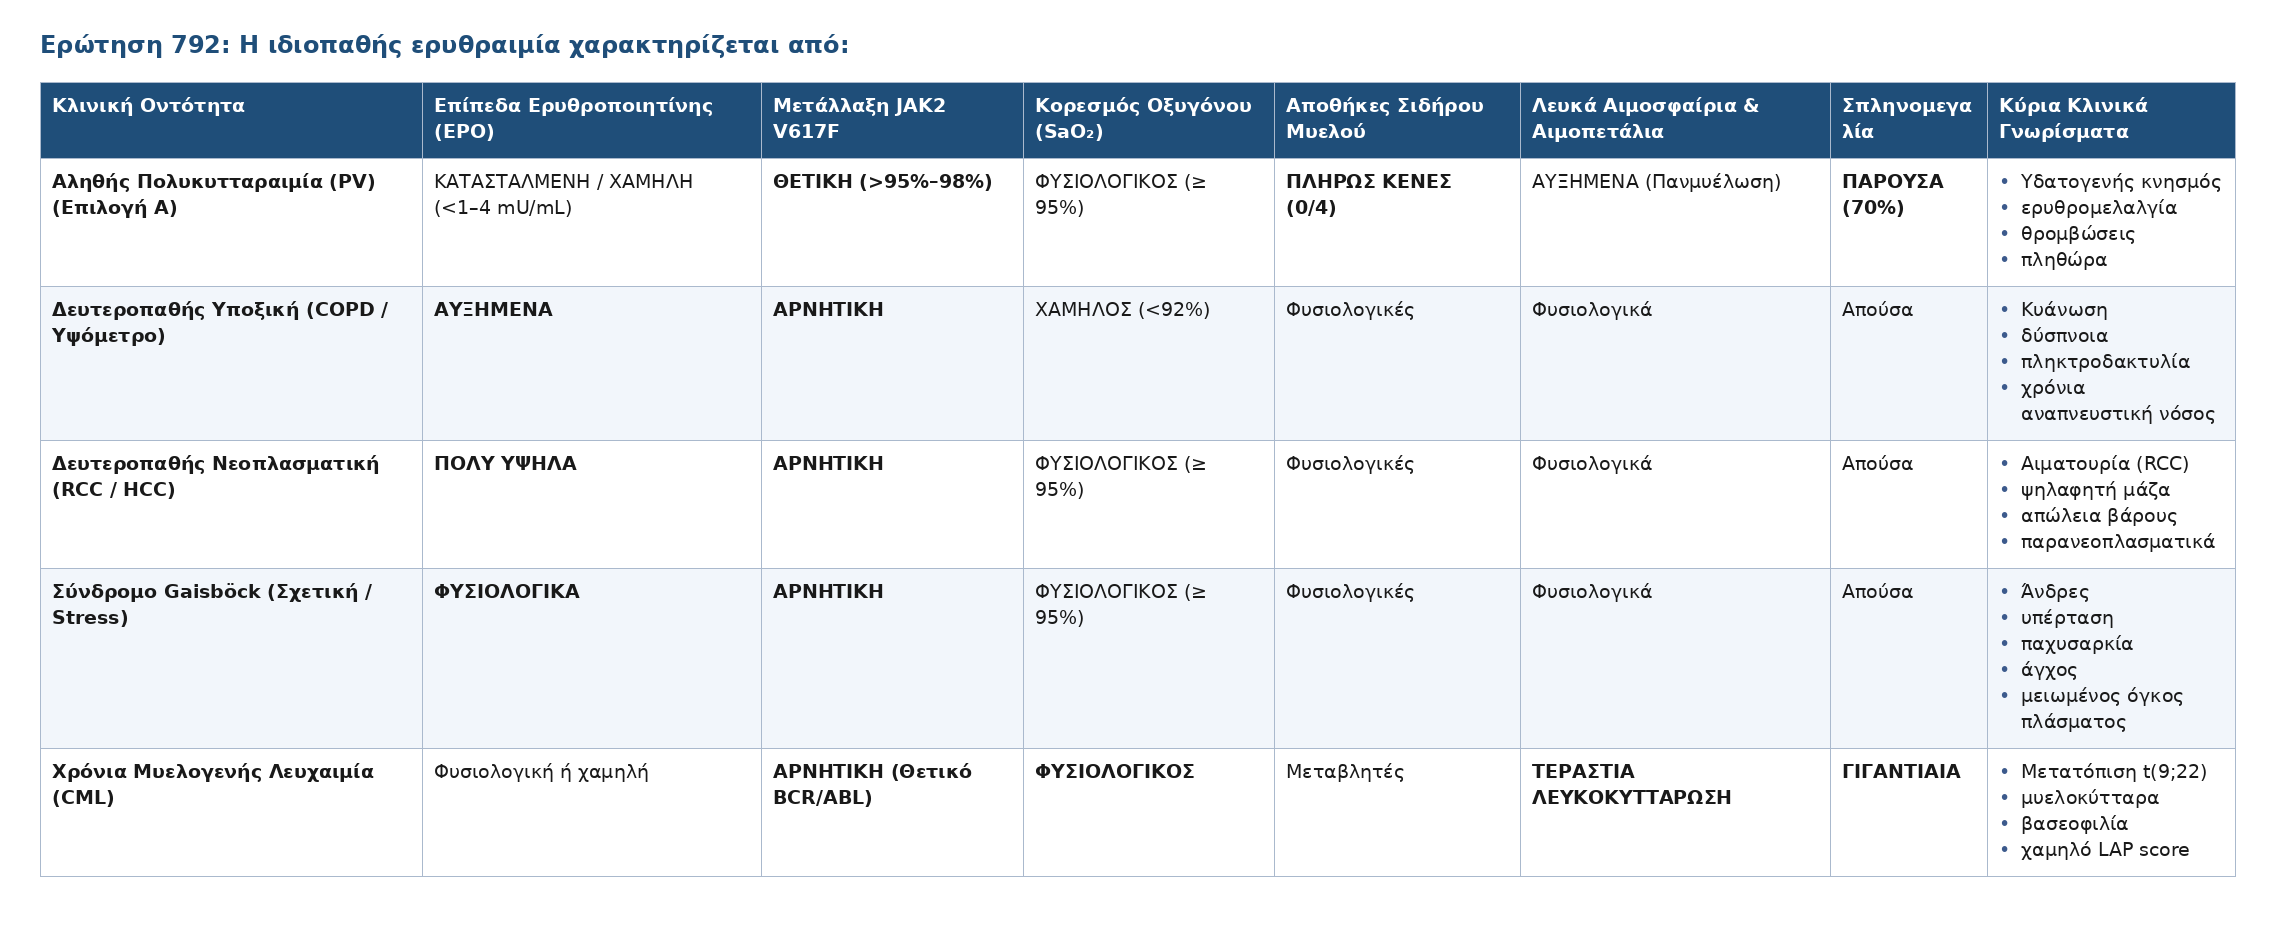 Ερώτηση 792: Η ιδιοπαθής ερυθραιμία χαρακτηρίζεται από:
Κλινική Οντότητα
Επίπεδα Ερυθροποιητίνης
(EPO)
Μετάλλαξη JAK2
V617F
Κορεσμός Οξυγόνου
(SaO₂)
Αποθήκες Σιδήρου
Μυελού
Λευκά Αιμοσφαίρια &
Αιμοπετάλια
Σπληνομεγα
λία
Κύρια Κλινικά
Γνωρίσματα
Αληθής Πολυκυτταραιμία (PV)
(Επιλογή Α)
ΚΑΤΑΣΤΑΛΜΕΝΗ / ΧΑΜΗΛΗ
(<1–4 mU/mL)
ΘΕΤΙΚΗ (>95%–98%)
ΦΥΣΙΟΛΟΓΙΚΟΣ (≥
95%)
ΠΛΗΡΩΣ ΚΕΝΕΣ
(0/4)
ΑΥΞΗΜΕΝΑ (Πανμυέλωση)
ΠΑΡΟΥΣΑ
(70%)
• Υδατογενής κνησμός
• ερυθρομελαλγία
• θρομβώσεις
• πληθώρα
Δευτεροπαθής Υποξική (COPD /
Υψόμετρο)
ΑΥΞΗΜΕΝΑ
ΑΡΝΗΤΙΚΗ
ΧΑΜΗΛΟΣ (<92%)
Φυσιολογικές
Φυσιολογικά
Απούσα
• Κυάνωση
• δύσπνοια
• πληκτροδακτυλία
• χρόνια
αναπνευστική νόσος
Δευτεροπαθής Νεοπλασματική
(RCC / HCC)
ΠΟΛΥ ΥΨΗΛΑ
ΑΡΝΗΤΙΚΗ
ΦΥΣΙΟΛΟΓΙΚΟΣ (≥
95%)
Φυσιολογικές
Φυσιολογικά
Απούσα
• Αιματουρία (RCC)
• ψηλαφητή μάζα
• απώλεια βάρους
• παρανεοπλασματικά
Σύνδρομο Gaisböck (Σχετική /
Stress)
ΦΥΣΙΟΛΟΓΙΚΑ
ΑΡΝΗΤΙΚΗ
ΦΥΣΙΟΛΟΓΙΚΟΣ (≥
95%)
Φυσιολογικές
Φυσιολογικά
Απούσα
• Άνδρες
• υπέρταση
• παχυσαρκία
• άγχος
• μειωμένος όγκος
πλάσματος
Χρόνια Μυελογενής Λευχαιμία
(CML)
Φυσιολογική ή χαμηλή
ΑΡΝΗΤΙΚΗ (Θετικό
BCR/ABL)
ΦΥΣΙΟΛΟΓΙΚΟΣ
Μεταβλητές
ΤΕΡΑΣΤΙΑ
ΛΕΥΚΟΚΥΤΤΑΡΩΣΗ
ΓΙΓΑΝΤΙΑΙΑ
• Μετατόπιση t(9;22)
• μυελοκύτταρα
• βασεοφιλία
• χαμηλό LAP score